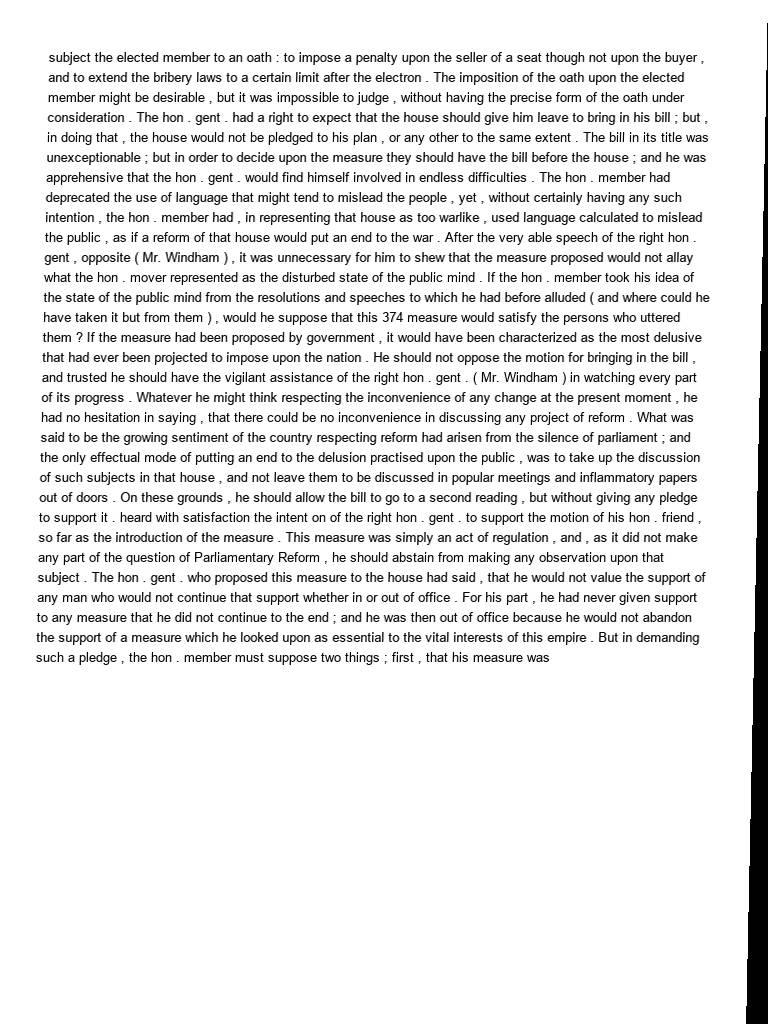 subject the elected member to an oath : to impose a penalty upon the seller of a seat though not upon the buyer ,
and to extend the bribery laws to a certain limit after the electron . The imposition of the oath upon the elected
member might be desirable , but it was impossible to judge , without having the precise form of the oath under
consideration . The hon . gent . had a right to expect that the house should give him leave to bring in his bill ; but ,
in doing that , the house would not be pledged to his plan , or any other to the same extent . The bill in its title was
unexceptionable ; but in order to decide upon the measure they should have the bill before the house ; and he was
apprehensive that the hon . gent . would find himself involved in endless difficulties . The hon . member had
deprecated the use of language that might tend to mislead the people , yet , without certainly having any such
intention , the hon . member had , in representing that house as too warlike , used language calculated to mislead
the public , as if a reform of that house would put an end to the war . After the very able speech of the right hon .
gent , opposite ( Mr. Windham ) , it was unnecessary for him to shew that the measure proposed would not allay
what the hon . mover represented as the disturbed state of the public mind . If the hon . member took his idea of
the state of the public mind from the resolutions and speeches to which he had before alluded ( and where could he
have taken it but from them ) , would he suppose that this 374 measure would satisfy the persons who uttered
them ? If the measure had been proposed by government , it would have been characterized as the most delusive
that had ever been projected to impose upon the nation . He should not oppose the motion for bringing in the bill ,
and trusted he should have the vigilant assistance of the right hon . gent . ( Mr. Windham ) in watching every part
of its progress . Whatever he might think respecting the inconvenience of any change at the present moment , he
had no hesitation in saying , that there could be no inconvenience in discussing any project of reform . What was
said to be the growing sentiment of the country respecting reform had arisen from the silence of parliament ; and
the only effectual mode of putting an end to the delusion practised upon the public , was to take up the discussion
of such subjects in that house , and not leave them to be discussed in popular meetings and inflammatory papers
out of doors . On these grounds , he should allow the bill to go to a second reading , but without giving any pledge
to support it . heard with satisfaction the intent on of the right hon . gent . to support the motion of his hon . friend ,
so far as the introduction of the measure . This measure was simply an act of regulation , and , as it did not make
any part of the question of Parliamentary Reform , he should abstain from making any observation upon that
subject . The hon . gent . who proposed this measure to the house had said , that he would not value the support of
any man who would not continue that support whether in or out of office . For his part , he had never given support
to any measure that he did not continue to the end ; and he was then out of office because he would not abandon
the support of a measure which he looked upon as essential to the vital interests of this empire . But in demanding
such a pledge , the hon . member must suppose two things ; first , that his measure was